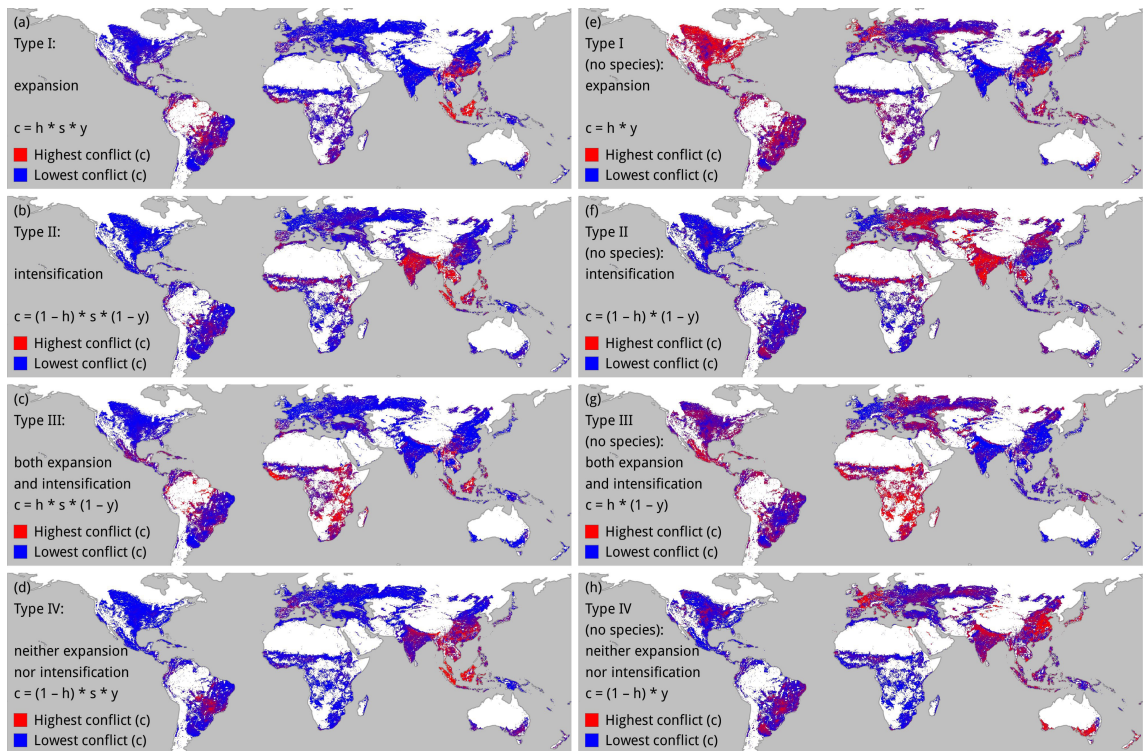 (a)
Type I:
expansion
c = h * s * y
Highest conflict (c)
Lowest conflict (c)
(b)
Type II:
intensification
c = (1 – h) * s * (1 – y)
Highest conflict (c)
Lowest conflict (c)
(c)
Type III:
both expansion
and intensification
c = h * s * (1 – y)
Highest conflict (c)
Lowest conflict (c)
(d)
Type IV:
neither expansion
nor intensification
c = (1 – h) * s * y
Highest conflict (c)
Lowest conflict (c)
(e)
Type I
(no species):
expansion
c = h * y
Highest conflict (c)
Lowest conflict (c)
(f)
Type II
(no species):
intensification
c = (1 – h) * (1 – y)
Highest conflict (c)
Lowest conflict (c)
(g)
Type III
(no species):
both expansion
and intensification
c = h * (1 – y)
Highest conflict (c)
Lowest conflict (c)
(h)
Type IV
(no species):
neither expansion
nor intensification
c = (1 – h) * y
Highest conflict (c)
Lowest conflict (c)